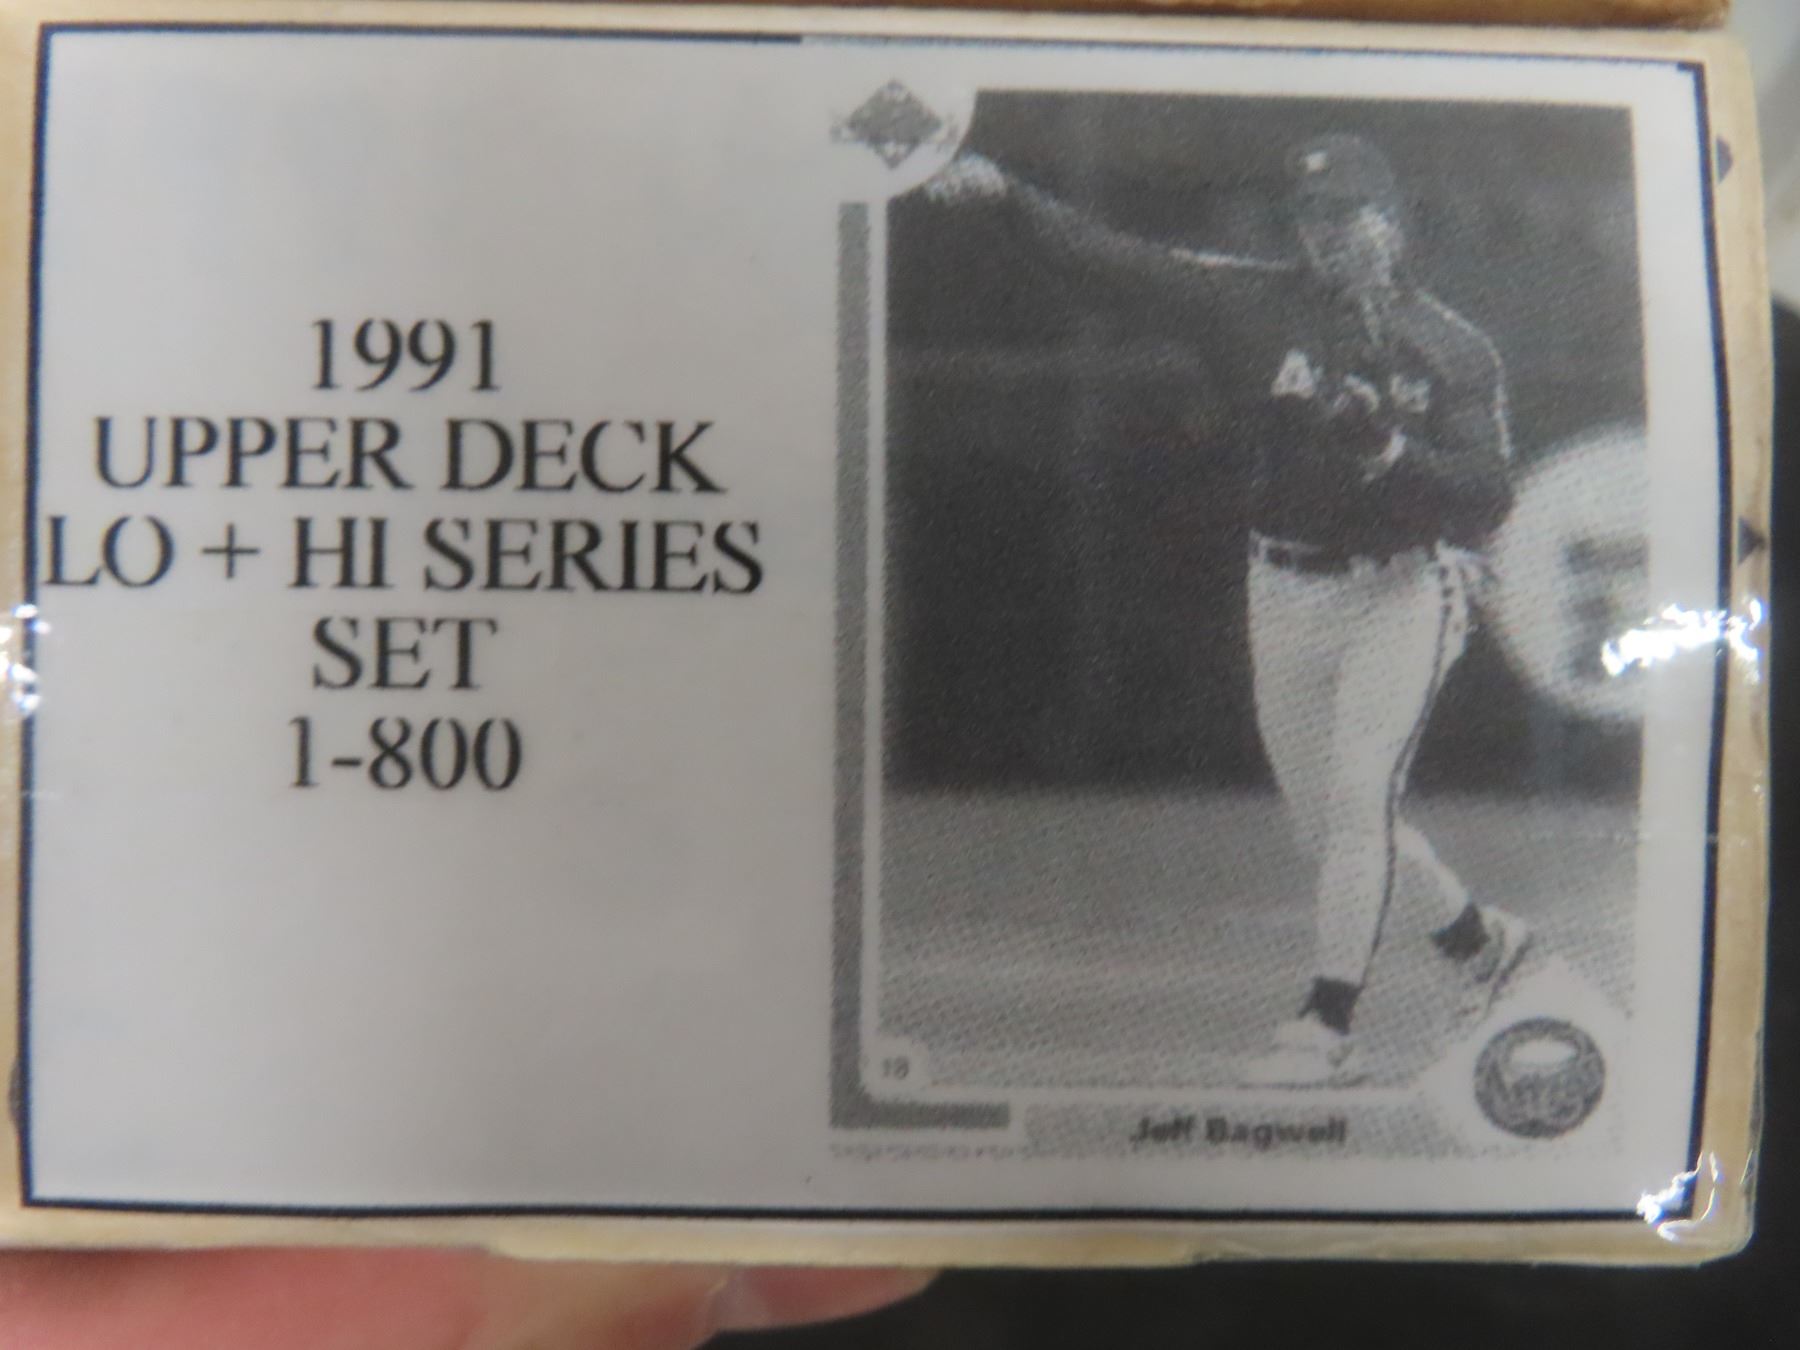 1991
UPPER DECK
LO + HI SERIES
SET
1-800
Jeff Bagwell